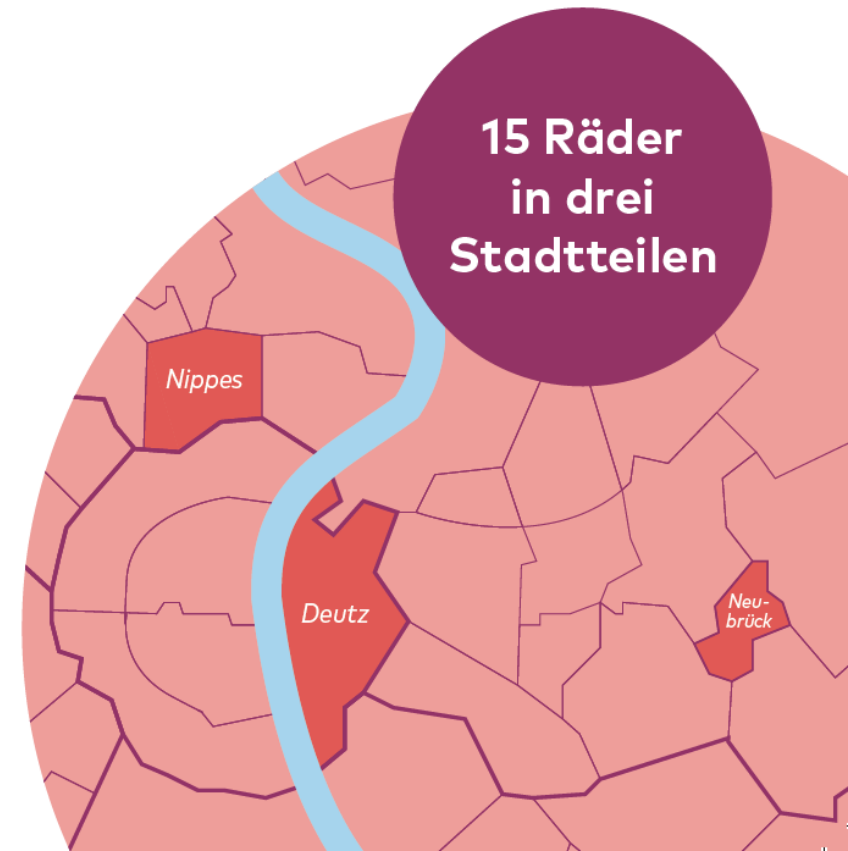 15 Räder
in drei
Stadtteilen
Nippes
Deutz
Neu-
brück